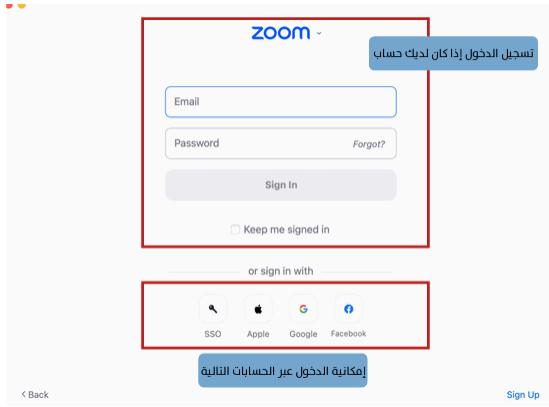 zoom
تسجيل الدخول إذا كان لديك حساب
Email
Password Forgot?
Sign In
Keep me signed in
or sign in with
SSO Apple Google Facebook
إمكانية الدخول عبر الحسابات التالية
< Back Sign Up